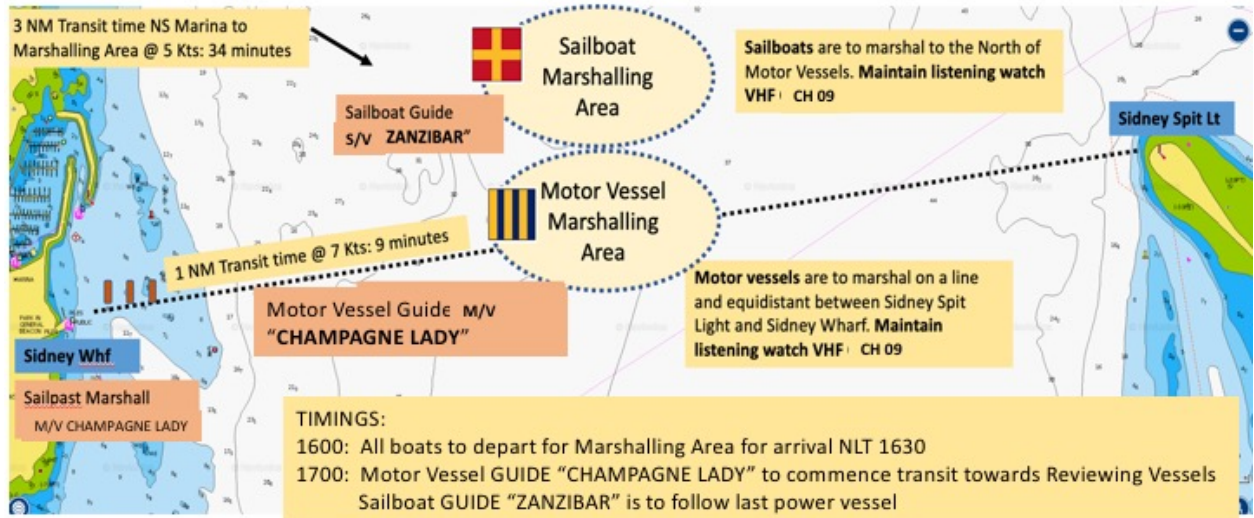 3 NM Transit time NS Marina to
Marshalling Area @ 5 Kts: 34 minutes
Sailboat
Marshalling
Area
Sailboats are to marshal to the North of
Motor Vessels. Maintain listening watch
VHF CH 09
Sailboat Guide
S/V ZANZIBAR”
Sidney Spit Lt
Motor Vessel
Marshalling
Area
1 NM Transit time @ 7 Kts: 9 minutes
Motor Vessel Guide M/V
“CHAMPAGNE LADY”
Motor vessels are to marshal on a line
and equidistant between Sidney Spit
Light and Sidney Wharf. Maintain
listening watch VHF CH 09
Sidney Whf
Sailpast Marshall
M/V CHAMPAGNE LADY
TIMINGS:
1600: All boats to depart for Marshalling Area for arrival NLT 1630
1700: Motor Vessel GUIDE “CHAMPAGNE LADY” to commence transit towards Reviewing Vessels
Sailboat GUIDE “ZANZIBAR” is to follow last power vessel